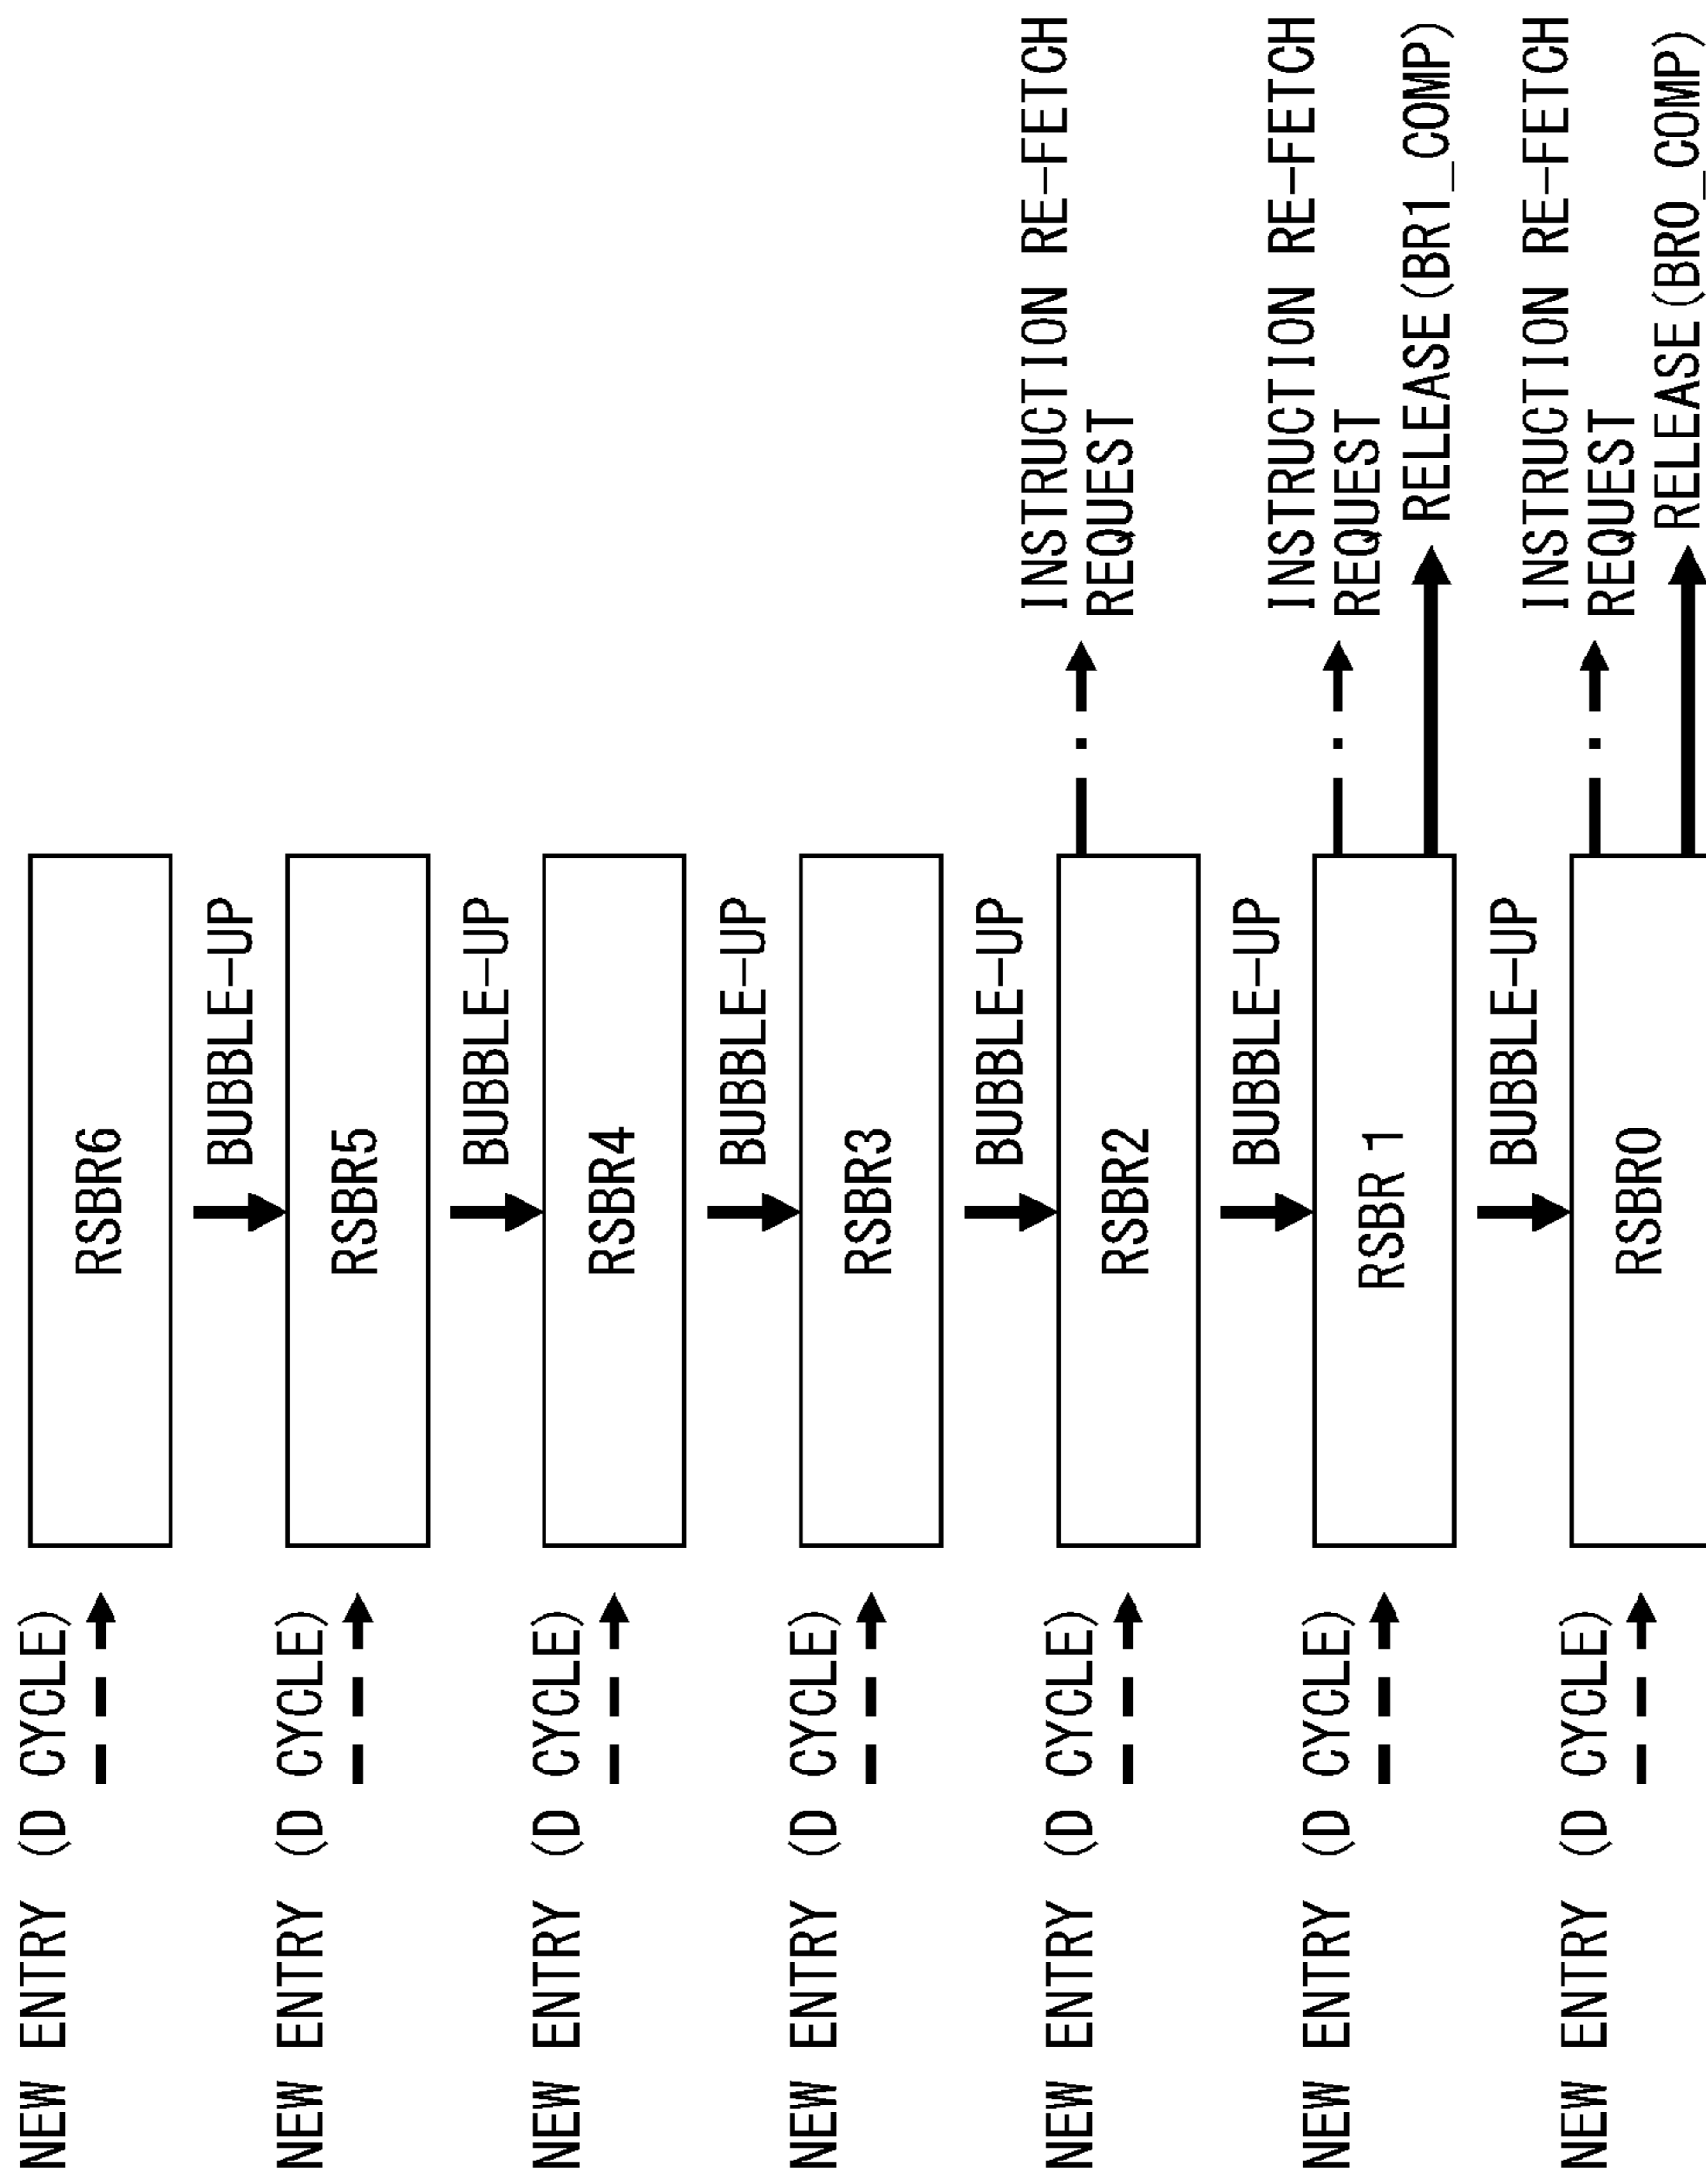 NEW ENTRY (D CYCLE)
RSBR6
BUBBLE-UP
NEW ENTRY (D CYCLE)
RSBR5
BUBBLE-UP
NEW ENTRY (D CYCLE)
RSBR4
BUBBLE-UP
NEW ENTRY (D CYCLE)
RSBR3
BUBBLE-UP
NEW ENTRY (D CYCLE)
RSBR2
INSTRUCTION RE-FETCH
REQUEST
BUBBLE-UP
NEW ENTRY (D CYCLE)
RSBR 1
INSTRUCTION RE-FETCH
REQUEST
RELEASE(BR1_COMP)
BUBBLE-UP
NEW ENTRY (D CYCLE)
RSBR0
INSTRUCTION RE-FETCH
REQUEST
RELEASE(BR0_COMP)